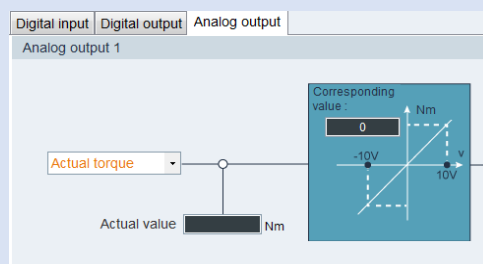 Digital input Digital output Analog output
Analog output 1
Corresponding
value :
0
Nm
-10V
v
10V
Actual torque
Actual value Nm